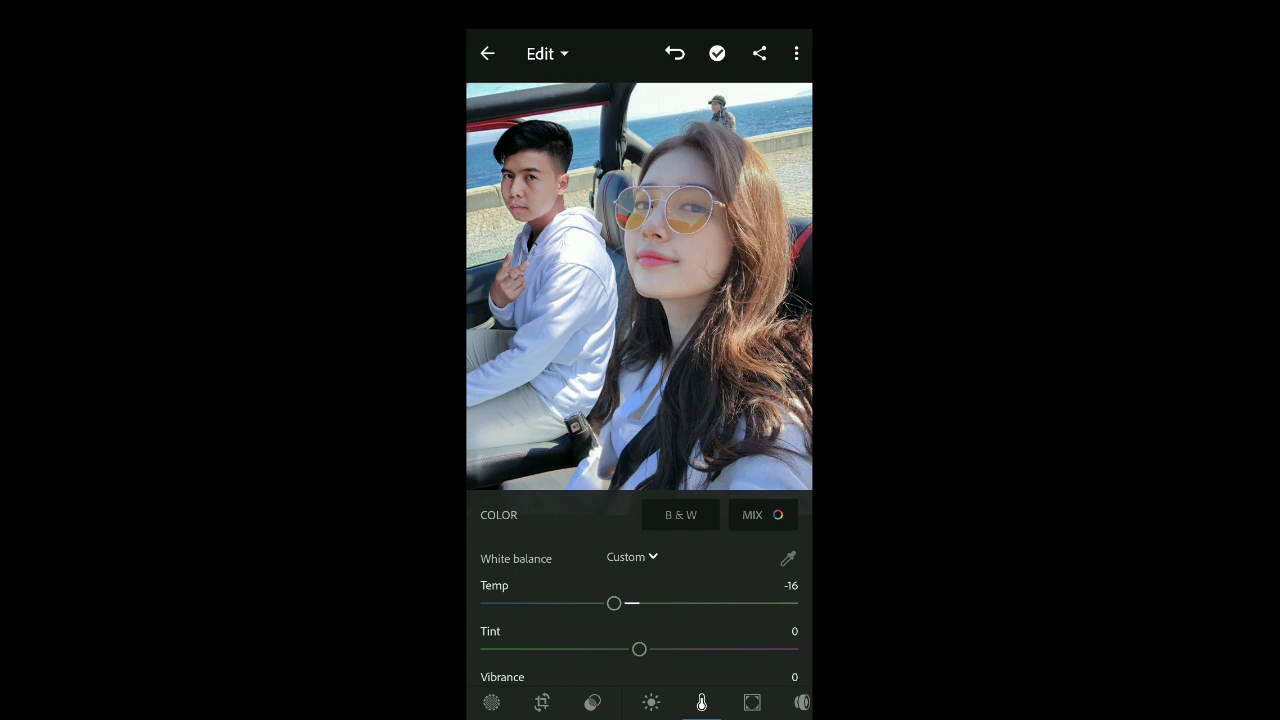 Edit
COLOR B & W MIX
White balance Custom
Temp -16
Tint 0
Vibrance 0